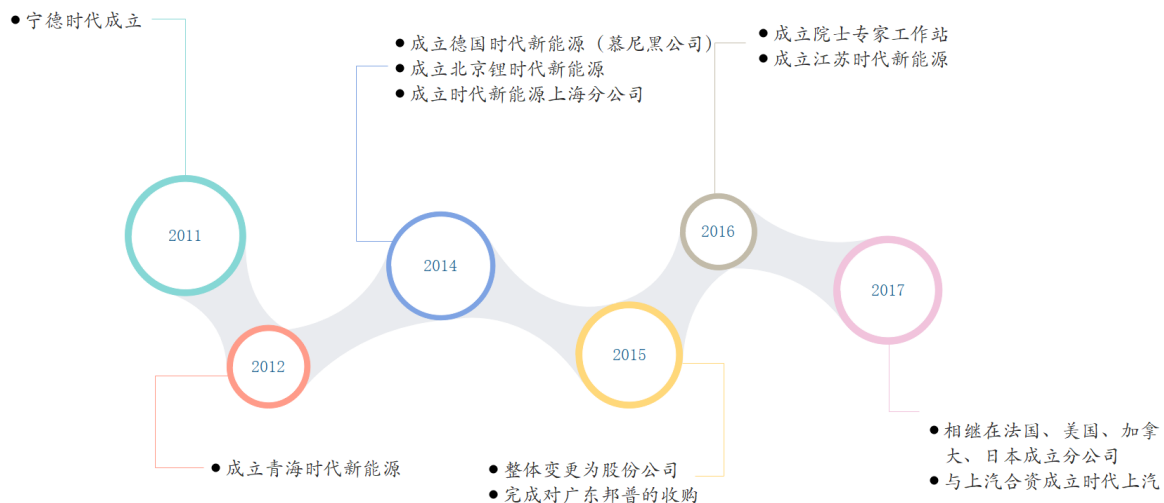 ● 宁德时代成立
● 成立德国时代新能源（慕尼黑公司）
● 成立北京锂时代新能源
● 成立时代新能源上海分公司
● 成立院士专家工作站
● 成立江苏时代新能源
2011
2014
2016
2017
2012
2015
● 成立青海时代新能源
● 整体变更为股份公司
● 完成对广东邦普的收购
● 相继在法国、美国、加拿
大、日本成立分公司
● 与上汽合资成立时代上汽